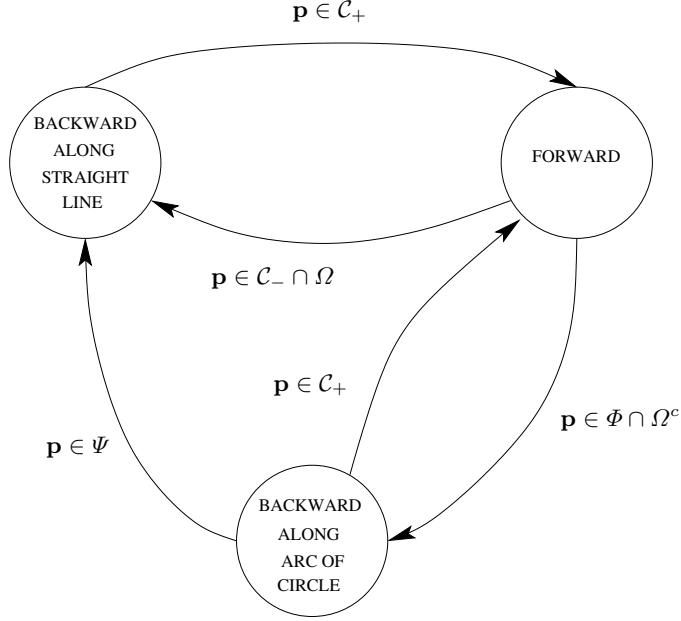 𝐩 ∈ 𝒞₊
BACKWARD
ALONG
STRAIGHT
LINE
FORWARD
𝐩 ∈ 𝒞₋ ∩ Ω
𝐩 ∈ 𝒞₊
𝐩 ∈ Φ ∩ Ωᶜ
𝐩 ∈ Ψ
BACKWARD
ALONG
ARC OF
CIRCLE